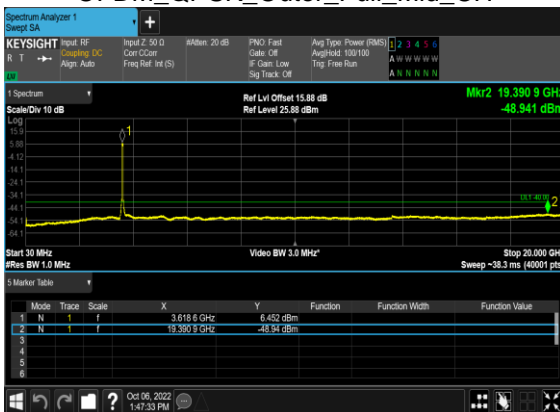 Spectrum Analyzer 1
Swept SA
+
KEYSIGHT Input: RF Input Z: 50 Ω #Atten: 20 dB PNO: Fast Avg Type: Power (RMS) 1 2 3 4 5 6
R T Coupling: DC Corr CCorr Gate: Off Avg|Hold: 100/100 A W W W W W
Align: Auto Freq Ref: Int (S) IF Gain: Low Trig: Free Run
Sig Track: Off A N N N N N
1 Spectrum Ref Lvl Offset 15.88 dB Mkr2 19.390 9 GHz
Scale/Div 10 dB Ref Level 25.88 dBm -48.941 dBm
Log
15.9
5.88
-4.12
-14.1
-24.1
-34.1
-44.1
-54.1
-64.1
1
DL1 -40.00
2
Start 30 MHz Video BW 3.0 MHz* Stop 20.000 GHz
#Res BW 1.0 MHz Sweep ~38.3 ms (40001 pts)
5 Marker Table
Mode Trace Scale X Y Function Function Width Function Value
1 N 1 f 3.618 6 GHz 6.452 dBm
2 N 1 f 19.390 9 GHz -48.94 dBm
3
4
5
6
? Oct 06, 2022
1:47:33 PM